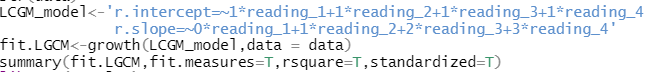 LCGM_model<-'r.intercept=~1*reading_1+1*reading_2+1*reading_3+1*reading_4
r.slope=~0*reading_1+1*reading_2+2*reading_3+3*reading_4'
fit.LGCM<-growth(LCGM_model,data = data)
summary(fit.LGCM,fit.measures=T,rsquare=T,standardized=T)